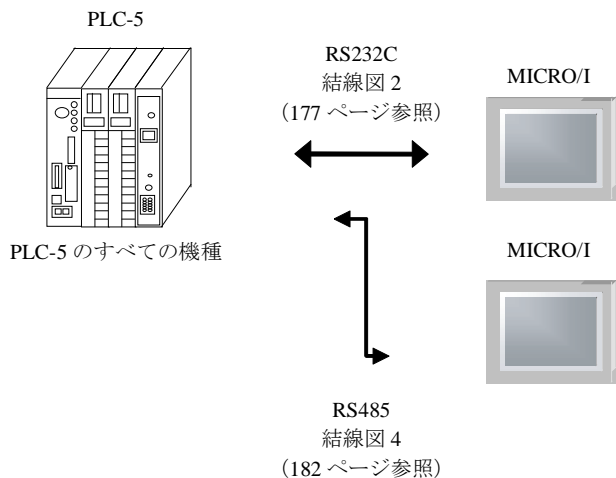 PLC-5
RS232C
結線図 2
（177 ページ参照）
MICRO/I
PLC-5 のすべての機種
MICRO/I
RS485
結線図 4
（182 ページ参照）